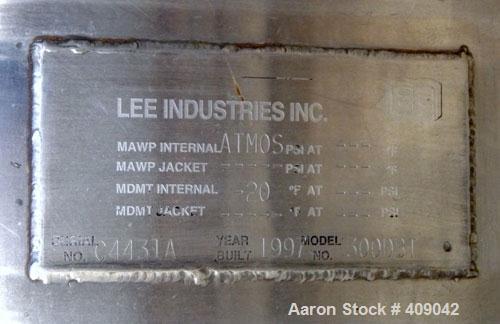 LEE INDUSTRIES INC.
MAWP INTERNAL ATMOS PSI AT --- °F
MAWP JACKET ---- PSI AT --- °F
MDMT INTERNAL -20 °F AT --- PSI
MDMT JACKET ---- °F AT --- PSI
SERIAL NO. C4431A YEAR BUILT 1997 MODEL NO.
Aaron Stock # 409042